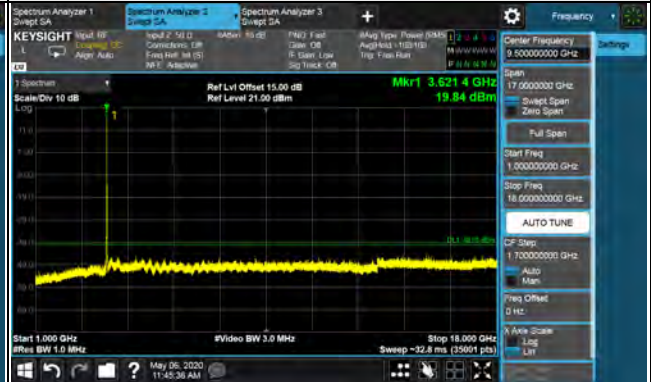 Spectrum Analyzer 1
Swept SA
Spectrum Analyzer 2
Swept SA
Spectrum Analyzer 3
Swept SA
+
Frequency
KEYSIGHT Input: RF
Coupling: DC
Align: Auto
Input Z: 50 Ω
Corrections: Off
Freq Ref: Int (S)
NFE: Adaptive
#Atten: 10 dB
PNO: Fast
Gate: Off
IF Gain: Low
Sig Track: Off
#Avg Type: Power (RMS)
Avg|Hold:
Trig: Free Run
1 Spectrum
Scale/Div 10 dB
Log
Ref Lvl Offset 15.00 dB
Ref Level 21.00 dBm
Mkr1 3.621 4 GHz
19.84 dBm
1
11.0
1.00
Start 1.000 GHz
#Res BW 1.0 MHz
#Video BW 3.0 MHz
Stop 18.000 GHz
Sweep ~32.8 ms (35001 pts)
May 06, 2020
11:45:36 AM
Center Frequency
9.500000000 GHz
Settings
Span
17.0000000 GHz
Swept Span
Zero Span
Full Span
Start Freq
1.000000000 GHz
Stop Freq
18.000000000 GHz
AUTO TUNE
CF Step
1.700000000 GHz
Auto
Man
Freq Offset
0 Hz
X Axis Scale
Log
Lin